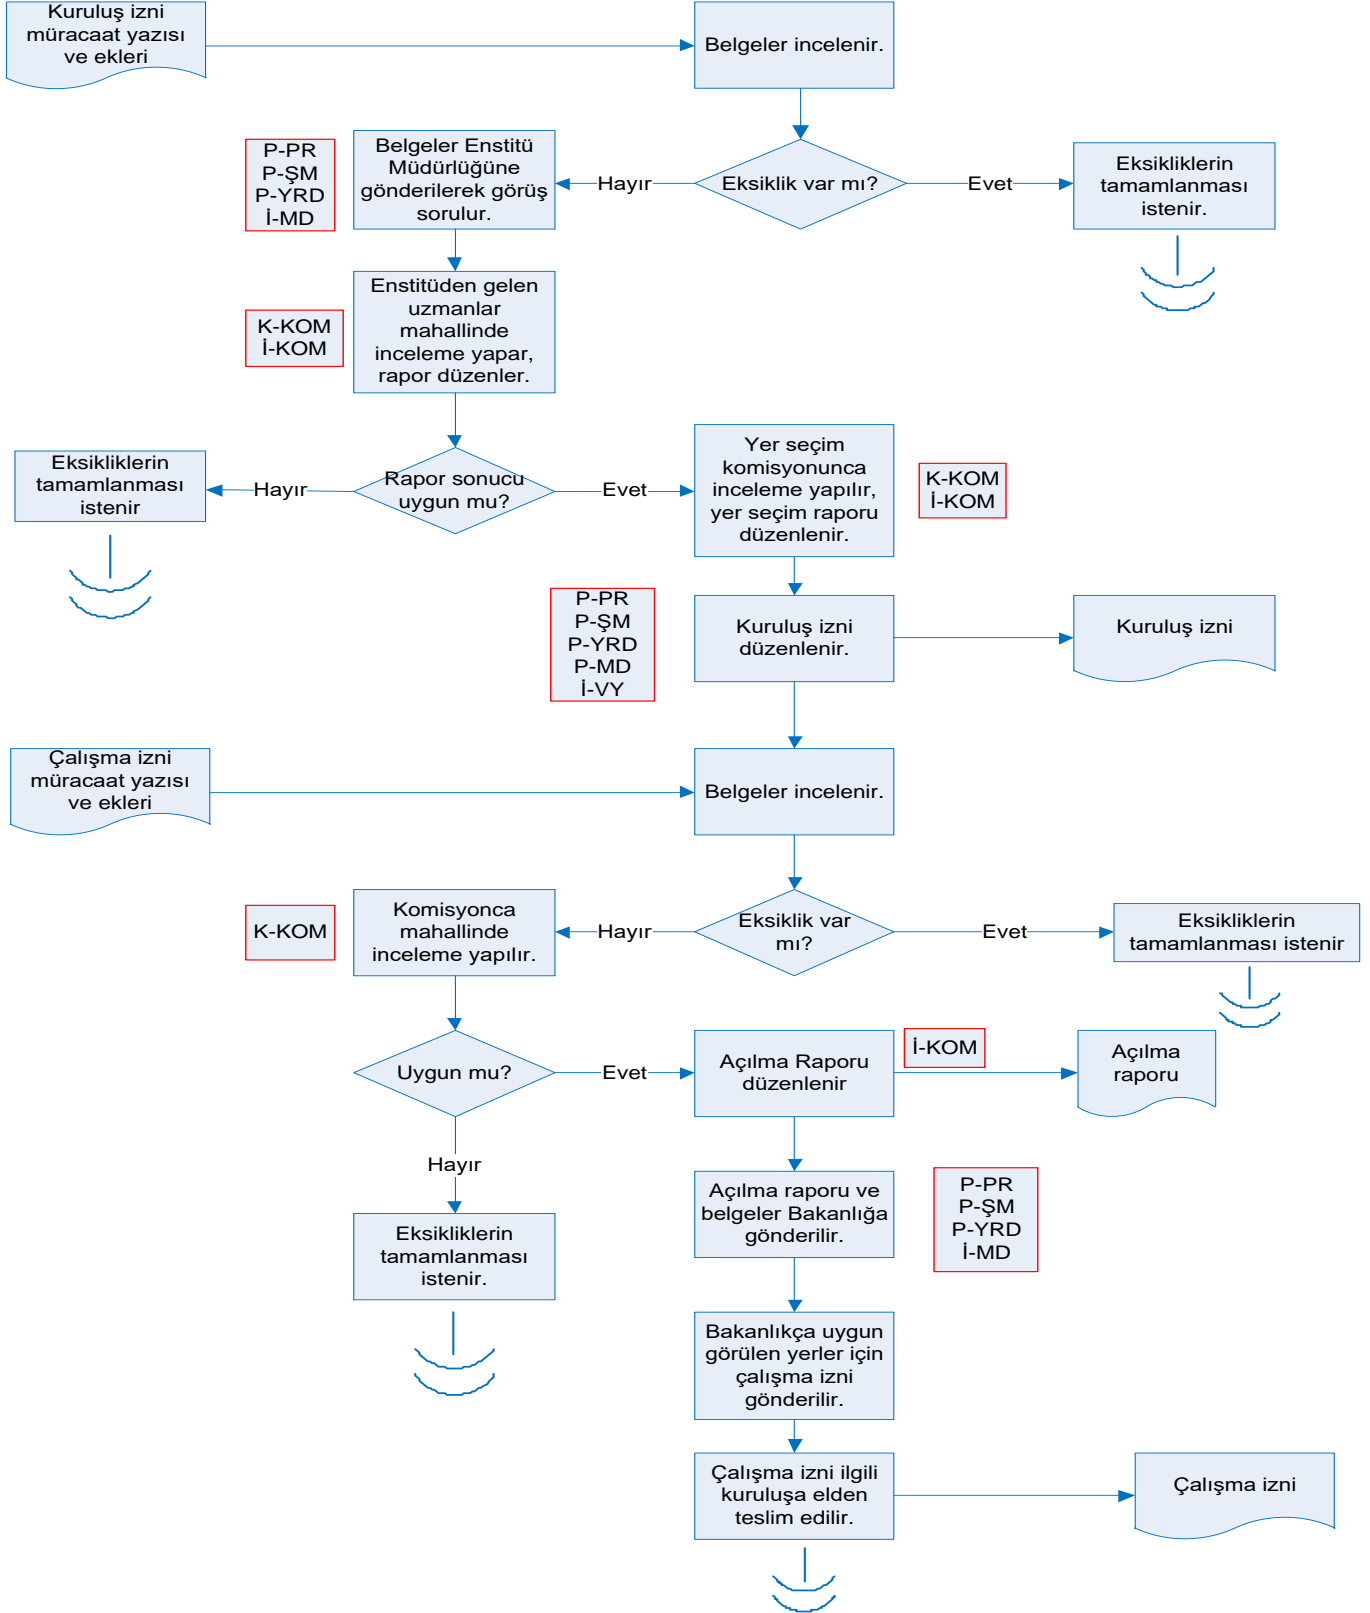 Kuruluş izni
müracaat yazısı
ve ekleri
Belgeler incelenir.
P-PR
P-ŞM
P-YRD
İ-MD
Belgeler Enstitü
Müdürlüğüne
gönderilerek görüş
sorulur.
Hayır
Eksiklik var mı?
Evet
Eksikliklerin
tamamlanması
istenir.
K-KOM
İ-KOM
Enstitüden gelen
uzmanlar
mahallinde
inceleme yapar,
rapor düzenler.
Eksikliklerin
tamamlanması
istenir
Hayır
Rapor sonucu
uygun mu?
Evet
Yer seçim
komisyonunca
inceleme yapılır,
yer seçim raporu
düzenlenir.
K-KOM
İ-KOM
P-PR
P-ŞM
P-YRD
P-MD
İ-VY
Kuruluş izni
düzenlenir.
Kuruluş izni
Çalışma izni
müracaat yazısı
ve ekleri
Belgeler incelenir.
K-KOM
Komisyonca
mahallinde
inceleme yapılır.
Hayır
Eksiklik var
mı?
Evet
Eksikliklerin
tamamlanması istenir
Uygun mu?
Evet
Açılma Raporu
düzenlenir
İ-KOM
Açılma
raporu
Hayır
Eksikliklerin
tamamlanması
istenir.
Açılma raporu ve
belgeler Bakanlığa
gönderilir.
P-PR
P-ŞM
P-YRD
İ-MD
Bakanlıkça uygun
görülen yerler için
çalışma izni
gönderilir.
Çalışma izni ilgili
kuruluşa elden
teslim edilir.
Çalışma izni